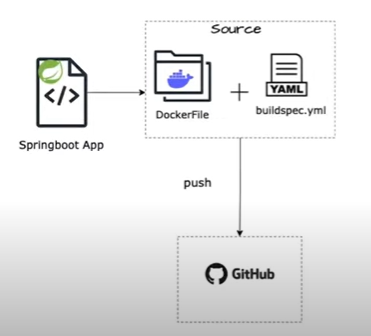 Source
</>
DockerFile
+
YAML
buildspec.yml
Springboot App
push
GitHub